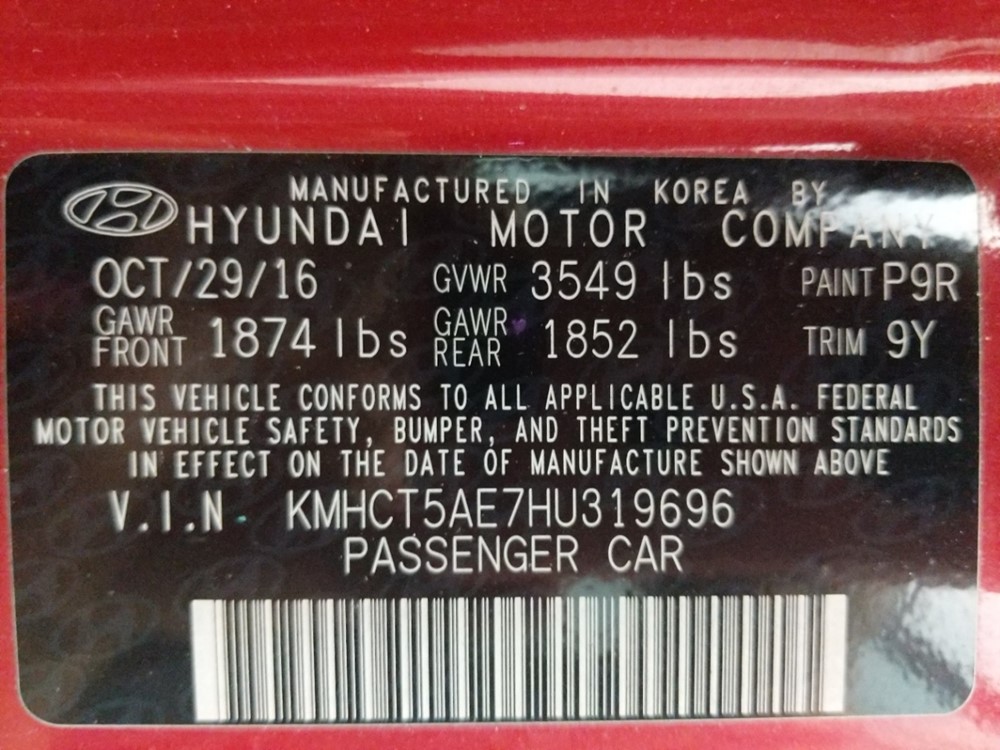 MANUFACTURED IN KOREA BY
HYUNDAI MOTOR COMPANY
OCT/29/16 GVWR 3549 lbs PAINT P9R
GAWR FRONT 1874 lbs GAWR REAR 1852 lbs TRIM 9Y
THIS VEHICLE CONFORMS TO ALL APPLICABLE U.S.A. FEDERAL
MOTOR VEHICLE SAFETY, BUMPER, AND THEFT PREVENTION STANDARDS
IN EFFECT ON THE DATE OF MANUFACTURE SHOWN ABOVE
V.I.N KMHCT5AE7HU319696
PASSENGER CAR